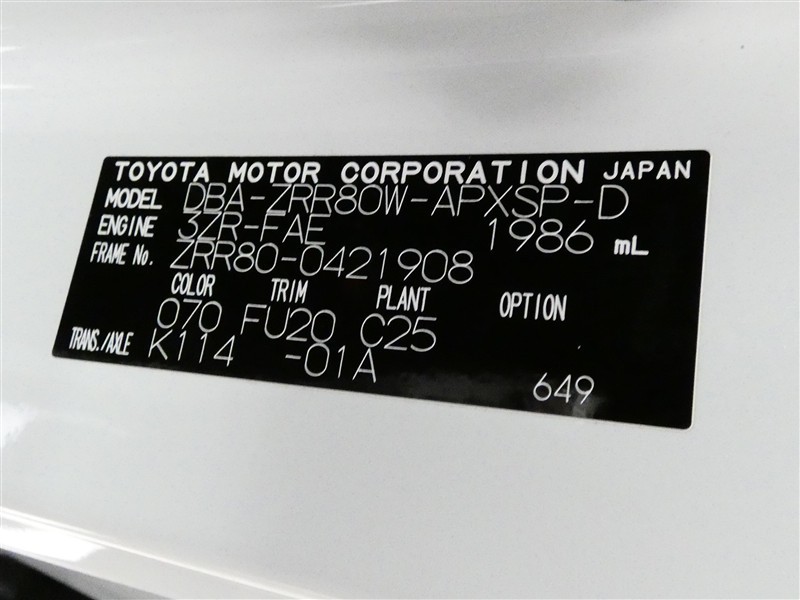 TOYOTA MOTOR CORPORATION JAPAN
MODEL DBA-ZRR80W-APXSP-D
ENGINE 3ZR-FAE 1986 mL
FRAME No. ZRR80-0421908
COLOR TRIM PLANT OPTION
070 FU20 C25
TRANS./AXLE K114 -01A
649